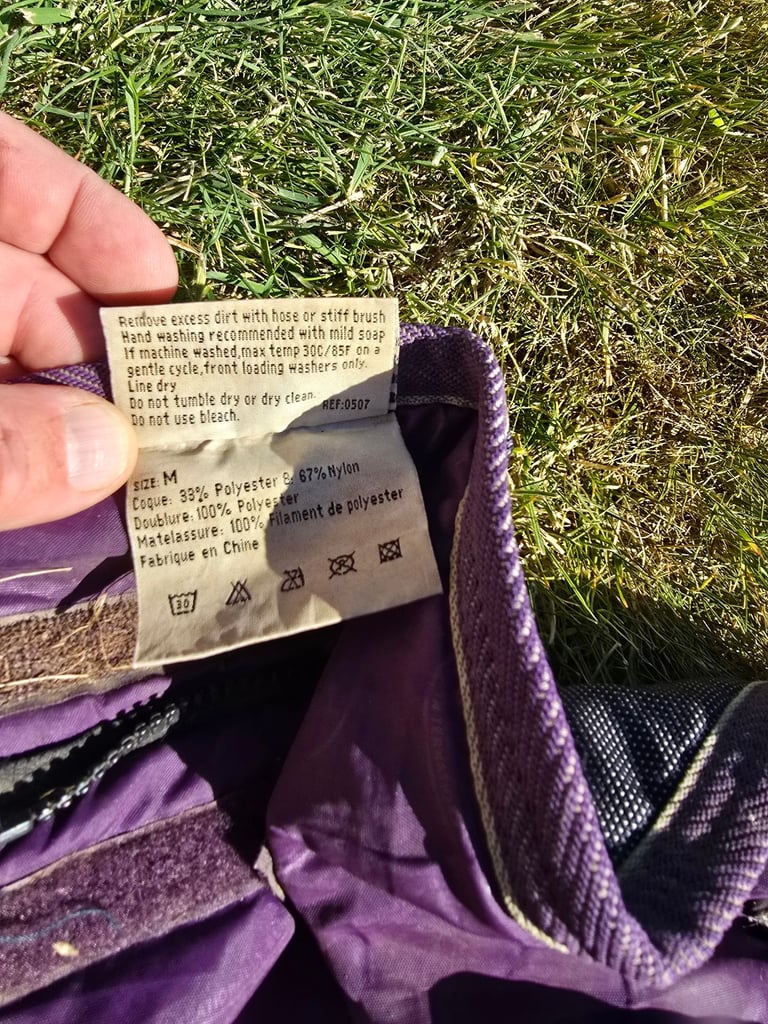 Remove excess dirt with hose or stiff brush
Hand washing recommended with mild soap
If machine washed,max temp 30C/85F on a
gentle cycle,front loading washers only.
Line dry
Do not tumble dry or dry clean.
Do not use bleach. REF:0507
SIZE: M
Coque: 33% Polyester & 67% Nylon
Doublure: 100% Polyester
Matelassure: 100% Filament de polyester
Fabrique en Chine
30